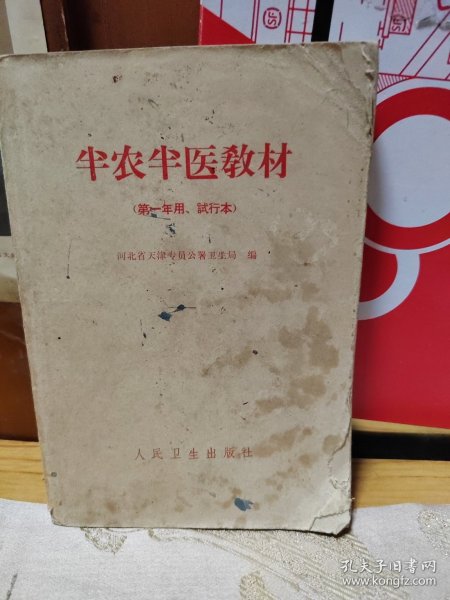 半农半医教材
(第一年用、試行本)
河北省天津专員公署卫生局 編
人民卫生出版社
孔夫子旧书网
www.kongfz.com